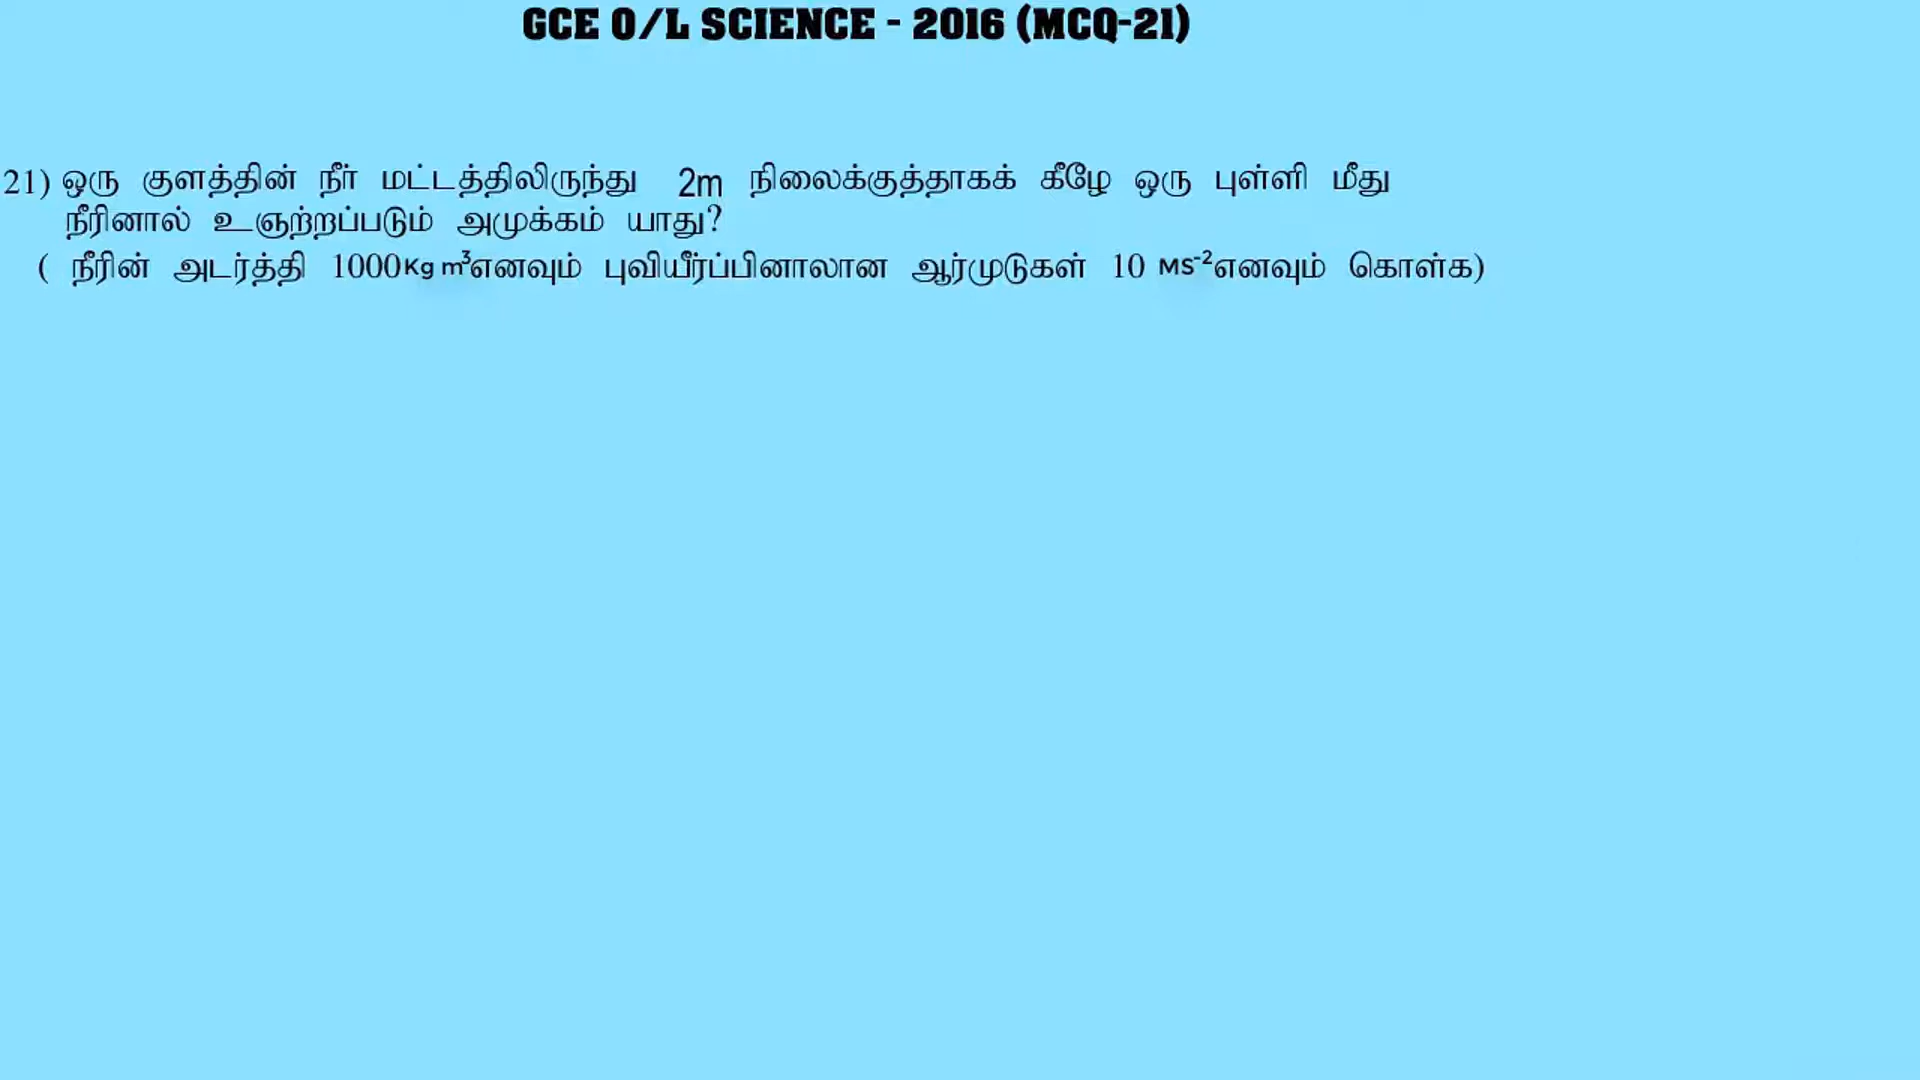 GCE O/L SCIENCE - 2016 (MCQ-21)
21) ஒரு குளத்தின் நீர் மட்டத்திலிருந்து 2m நிலைக்குத்தாகக் கீழே ஒரு புள்ளி மீது
நீரினால் உஞற்றப்படும் அமுக்கம் யாது?
( நீரின் அடர்த்தி 1000Kg m³எனவும் புவியீர்ப்பினாலான ஆர்முடுகள் 10 MS⁻²எனவும் கொள்க)